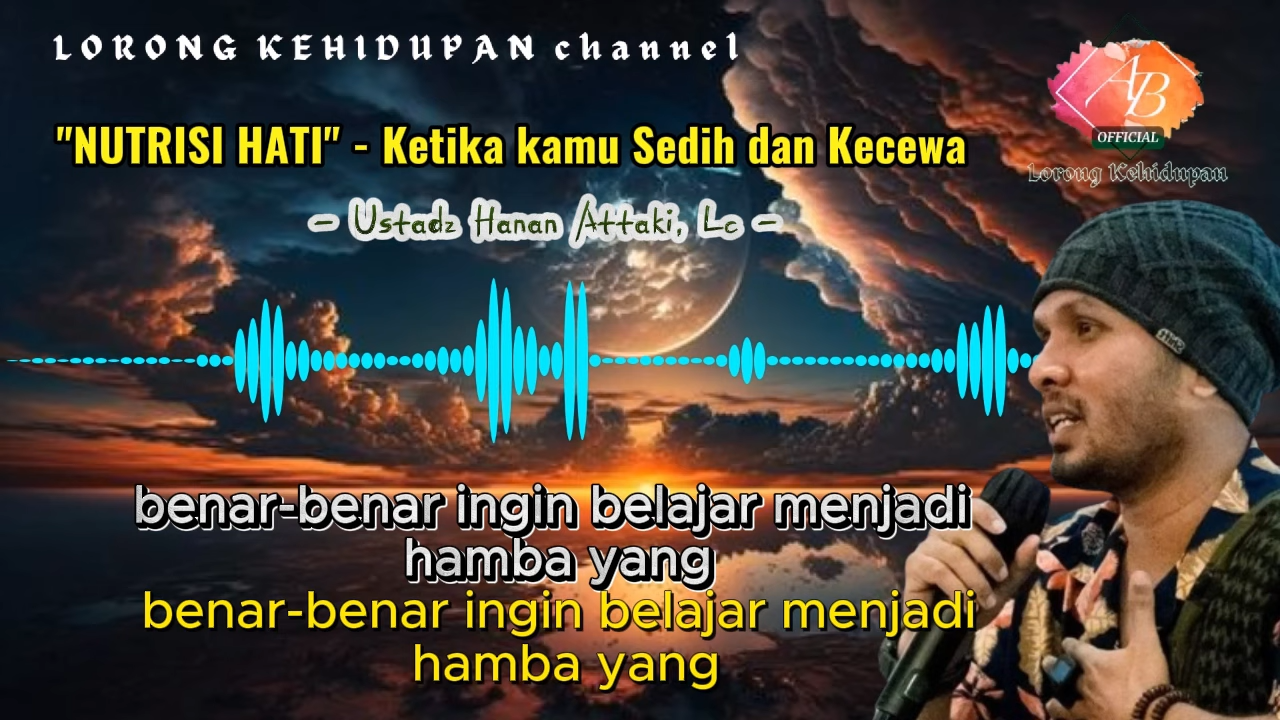 LORONG KEHIDUPAN channel
AB
OFFICIAL
Lorong Kehidupan
"NUTRISI HATI" - Ketika kamu Sedih dan Kecewa
- Ustadz Hanan Attaki, Lc -
benar-benar ingin belajar menjadi
hamba yang
benar-benar ingin belajar menjadi
hamba yang